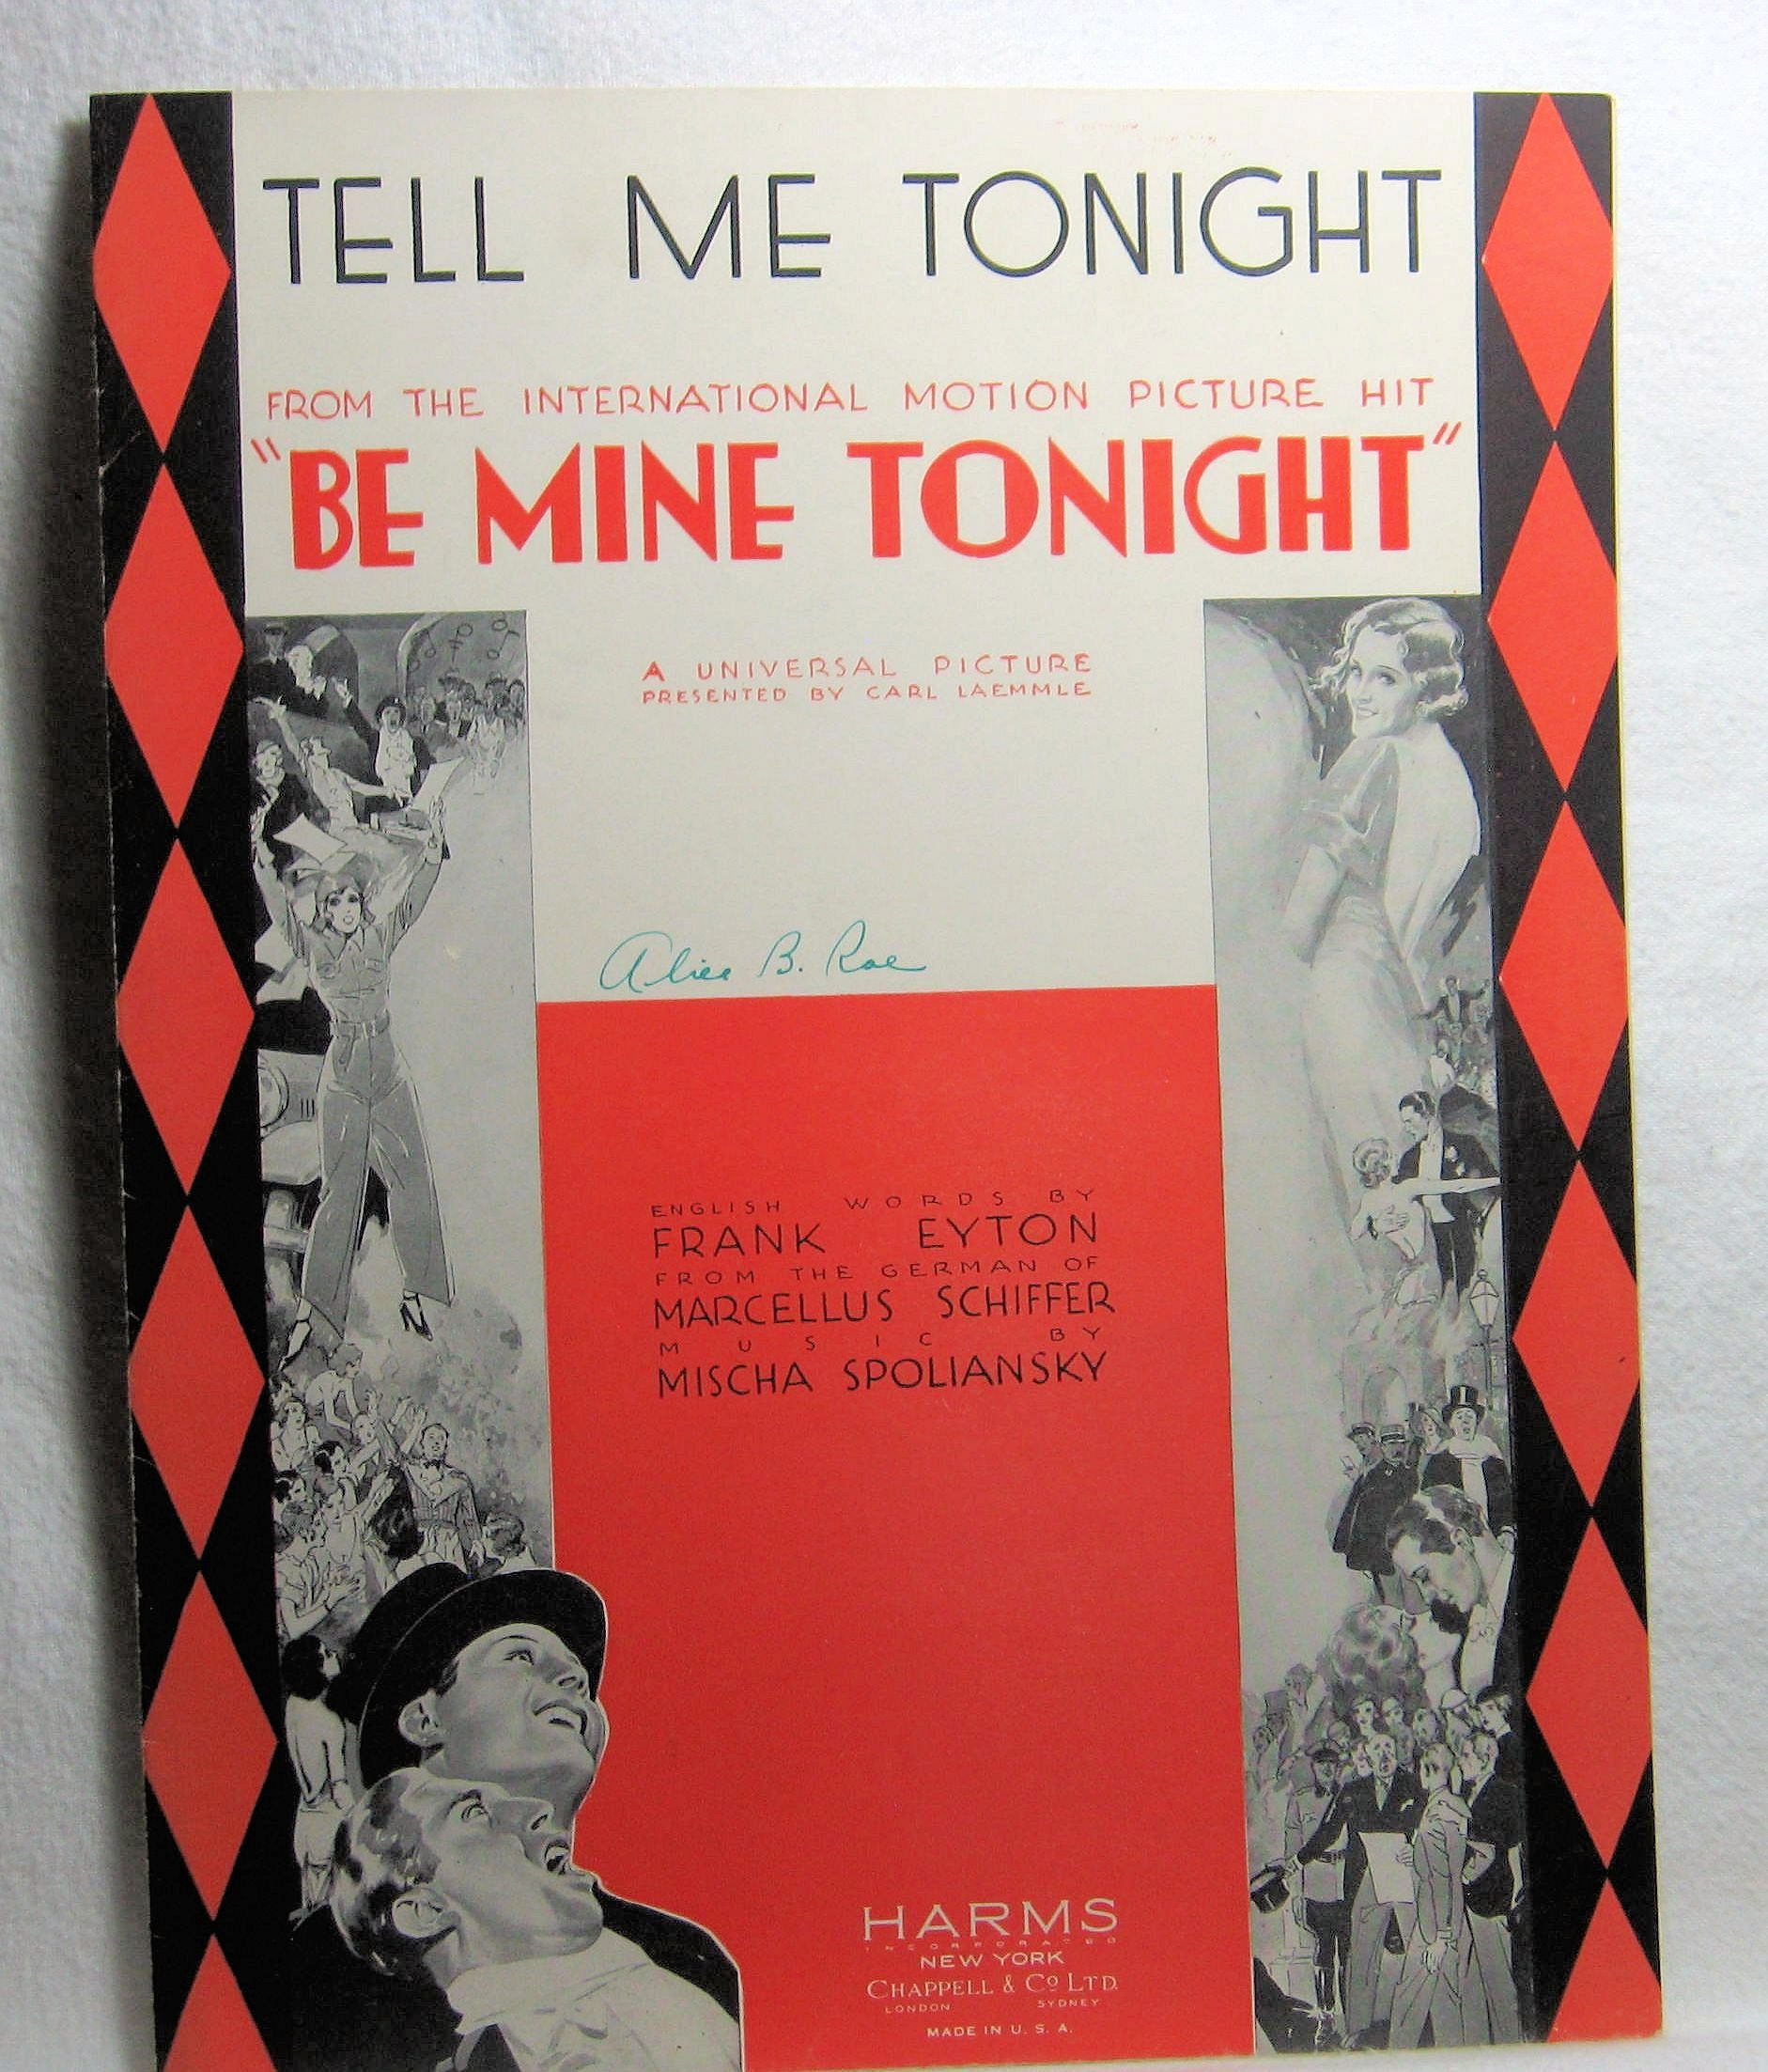 TELL ME TONIGHT
FROM THE INTERNATIONAL MOTION PICTURE HIT
"BE MINE TONIGHT"
A UNIVERSAL PICTURE
PRESENTED BY CARL LAEMMLE
Alice B. Roe
ENGLISH WORDS BY
FRANK EYTON
FROM THE GERMAN OF
MARCELLUS SCHIFFER
MUSIC BY
MISCHA SPOLIANSKY
HARMS
INCORPORATED
NEW YORK
CHAPPELL & CO LTD.
LONDON SYDNEY
MADE IN U. S. A.